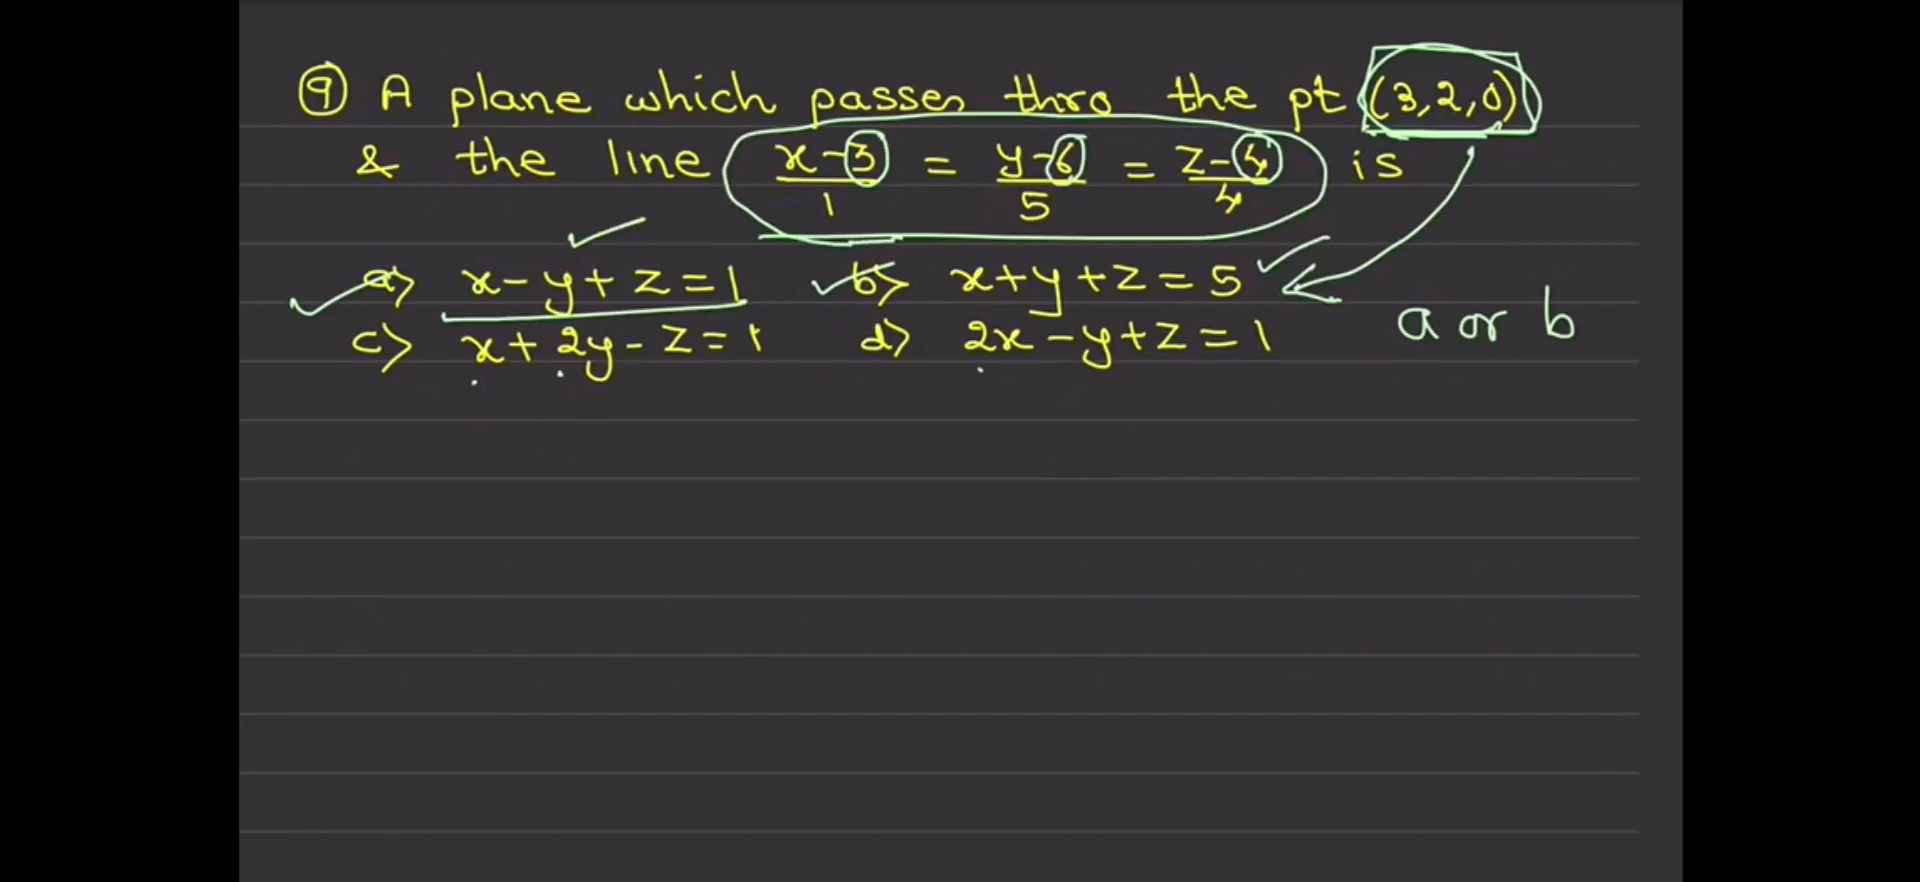 ⑨ A plane which passes thro the pt (3,2,0)
& the line (x-3)/1 = (y-6)/5 = (z-4)/4 is
a) x-y+z=1 b) x+y+z=5
c) x+2y-z=1 d) 2x-y+z=1 a or b